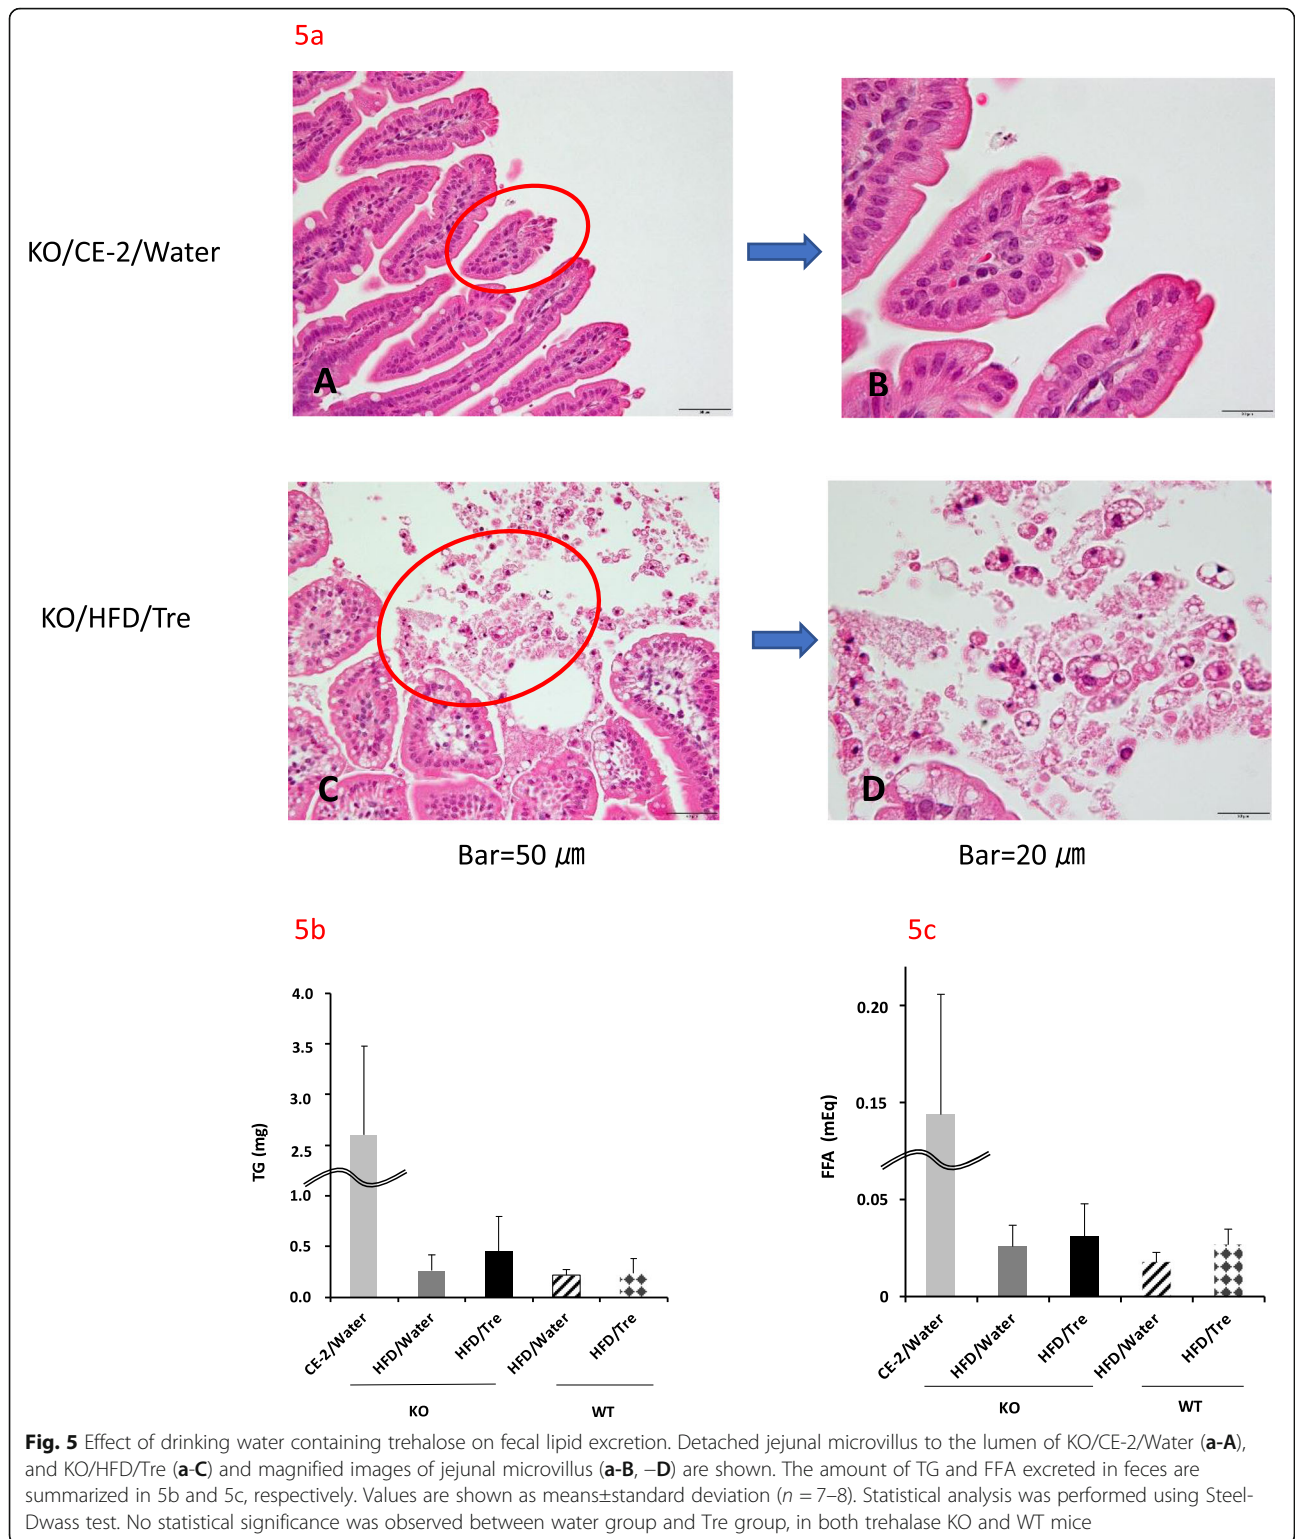 5a
KO/CE-2/Water
A
B
KO/HFD/Tre
C
D
Bar=50 ㎛
Bar=20 ㎛
5b
5c
TG (mg)
4.0
3.5
3.0
2.5
1.0
0.5
0.0
CE-2/Water
HFD/Water
HFD/Tre
HFD/Water
HFD/Tre
KO
WT
FFA (mEq)
0.20
0.15
0.05
0
CE-2/Water
HFD/Water
HFD/Tre
HFD/Water
HFD/Tre
KO
WT
Fig. 5 Effect of drinking water containing trehalose on fecal lipid excretion. Detached jejunal microvillus to the lumen of KO/CE-2/Water (a-A),
and KO/HFD/Tre (a-C) and magnified images of jejunal microvillus (a-B, −D) are shown. The amount of TG and FFA excreted in feces are
summarized in 5b and 5c, respectively. Values are shown as means±standard deviation (n = 7–8). Statistical analysis was performed using Steel-
Dwass test. No statistical significance was observed between water group and Tre group, in both trehalase KO and WT mice